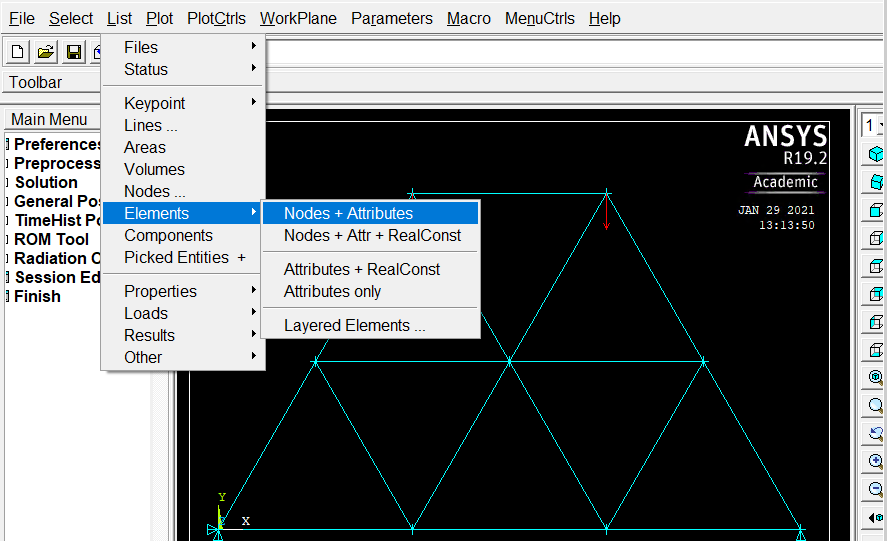 File Select List Plot PlotCtrls WorkPlane Parameters Macro MenuCtrls Help
Files
Status
Toolbar
Keypoint
Lines ...
Areas
Volumes
Nodes ...
Elements
Components
Picked Entities +
Properties
Loads
Results
Other
Nodes + Attributes
Nodes + Attr + RealConst
Attributes + RealConst
Attributes only
Layered Elements ...
Main Menu
Preferences
Preprocess
Solution
General Pos
TimeHist Po
ROM Tool
Radiation O
Session Ed
Finish
ANSYS
R19.2
Academic
JAN 29 2021
13:13:50
1
Y
X